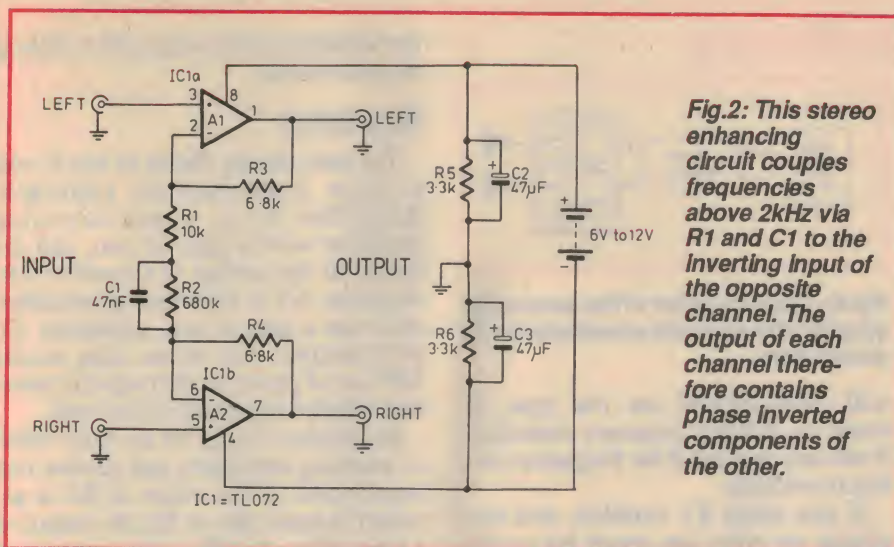 IC1a
LEFT
3
2
A1
8
1
LEFT
R3
6.8k
R1
10k
INPUT
C1
47nF
R2
680k
OUTPUT
R4
6.8k
IC1b
6
5
A2
7
4
RIGHT
RIGHT
IC1 = TL072
R5
3.3k
+
C2
47µF
R6
3.3k
+
C3
47µF
+
6V to 12V
-
Fig.2: This stereo
enhancing
circuit couples
frequencies
above 2kHz via
R1 and C1 to the
inverting input of
the opposite
channel. The
output of each
channel there-
fore contains
phase inverted
components of
the other.